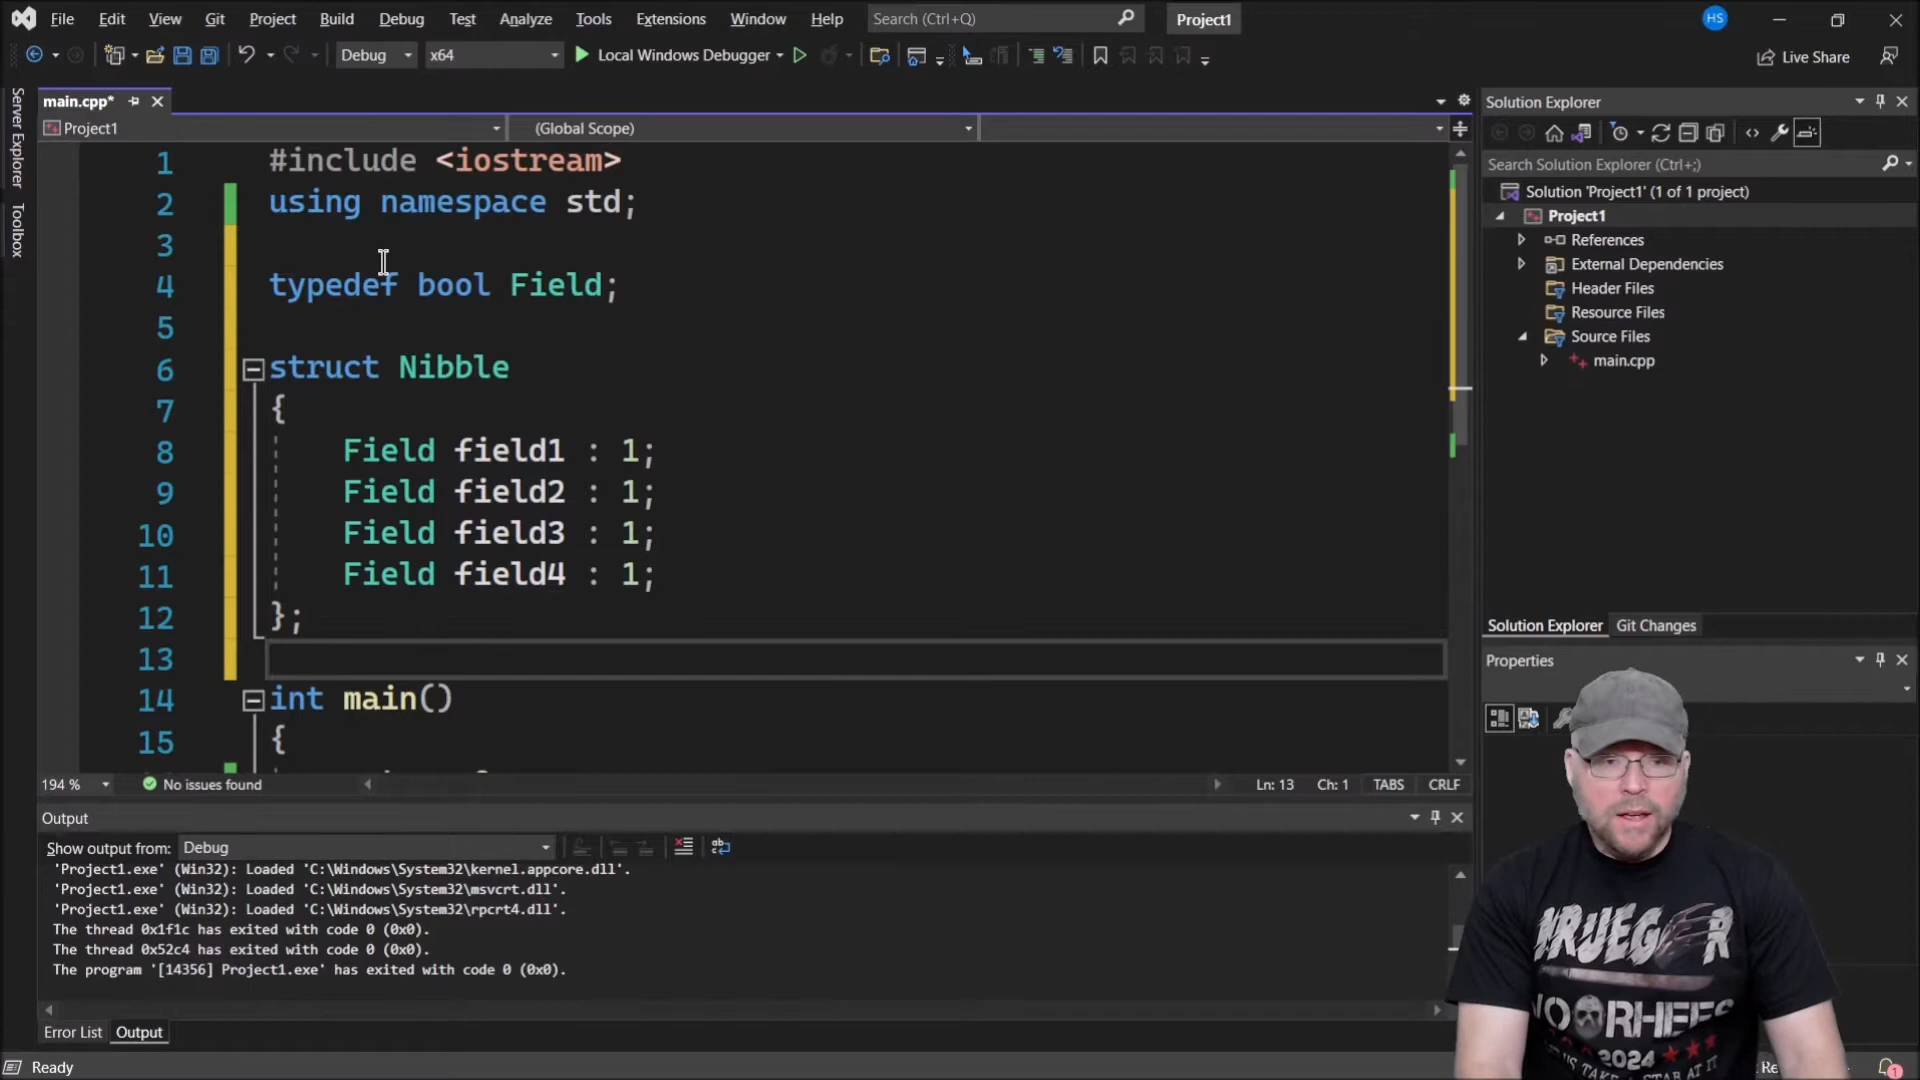 File Edit View Git Project Build Debug Test Analyze Tools Extensions Window Help Search (Ctrl+Q) Project1 HS
Debug x64 Local Windows Debugger Live Share
Server Explorer
Toolbox
main.cpp*
Project1 (Global Scope)
1 #include <iostream>
2 using namespace std;
3
4 typedef bool Field;
5
6 struct Nibble
7 {
8 Field field1 : 1;
9 Field field2 : 1;
10 Field field3 : 1;
11 Field field4 : 1;
12 };
13
14 int main()
15 {
194 % No issues found Ln: 13 Ch: 1 TABS CRLF
Output
Show output from: Debug
'Project1.exe' (Win32): Loaded 'C:\Windows\System32\kernel.appcore.dll'.
'Project1.exe' (Win32): Loaded 'C:\Windows\System32\msvcrt.dll'.
'Project1.exe' (Win32): Loaded 'C:\Windows\System32\rpcrt4.dll'.
The thread 0x1f1c has exited with code 0 (0x0).
The thread 0x52c4 has exited with code 0 (0x0).
The program '[14356] Project1.exe' has exited with code 0 (0x0).
Error List Output
Ready
Solution Explorer
Search Solution Explorer (Ctrl+;)
Solution 'Project1' (1 of 1 project)
Project1
References
External Dependencies
Header Files
Resource Files
Source Files
main.cpp
Solution Explorer Git Changes
Properties
KRUEGER
VOORHEES
2024
TAKE A STAB AT IT
1